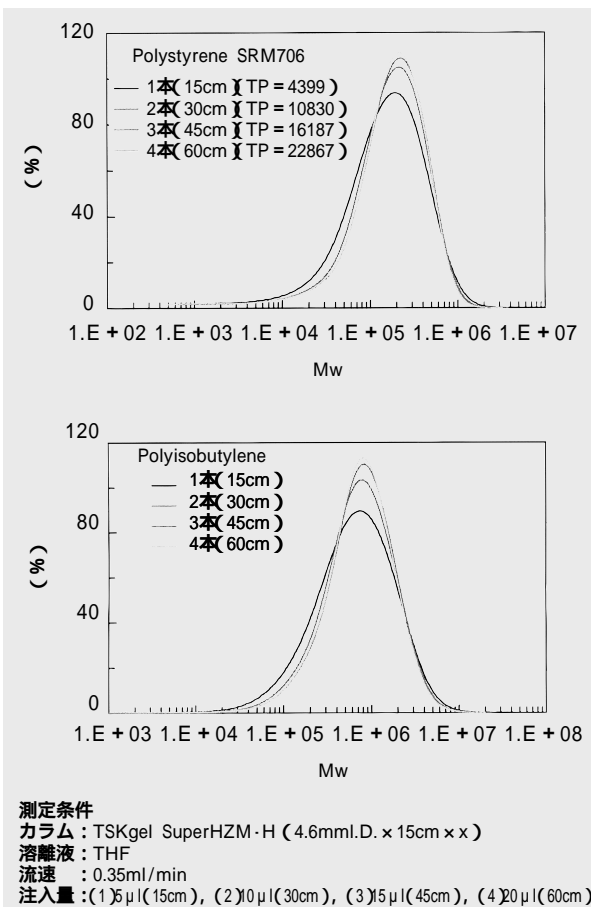 120
Polystyrene SRM706
1本(15cm)(TP=4399)
2本(30cm)(TP=10830)
3本(45cm)(TP=16187)
4本(60cm)(TP=22867)
80
(%)
40
0
1.E+02 1.E+03 1.E+04 1.E+05 1.E+06 1.E+07
Mw
120
Polyisobutylene
1本(15cm)
2本(30cm)
3本(45cm)
4本(60cm)
80
(%)
40
0
1.E+03 1.E+04 1.E+05 1.E+06 1.E+07 1.E+08
Mw
測定条件
カラム：TSKgel SuperHZM-H (4.6mmI.D.×15cm×x)
溶離液：THF
流速 ：0.35ml/min
注入量：(1)5μl(15cm), (2)10μl(30cm), (3)15μl(45cm), (4)20μl(60cm)